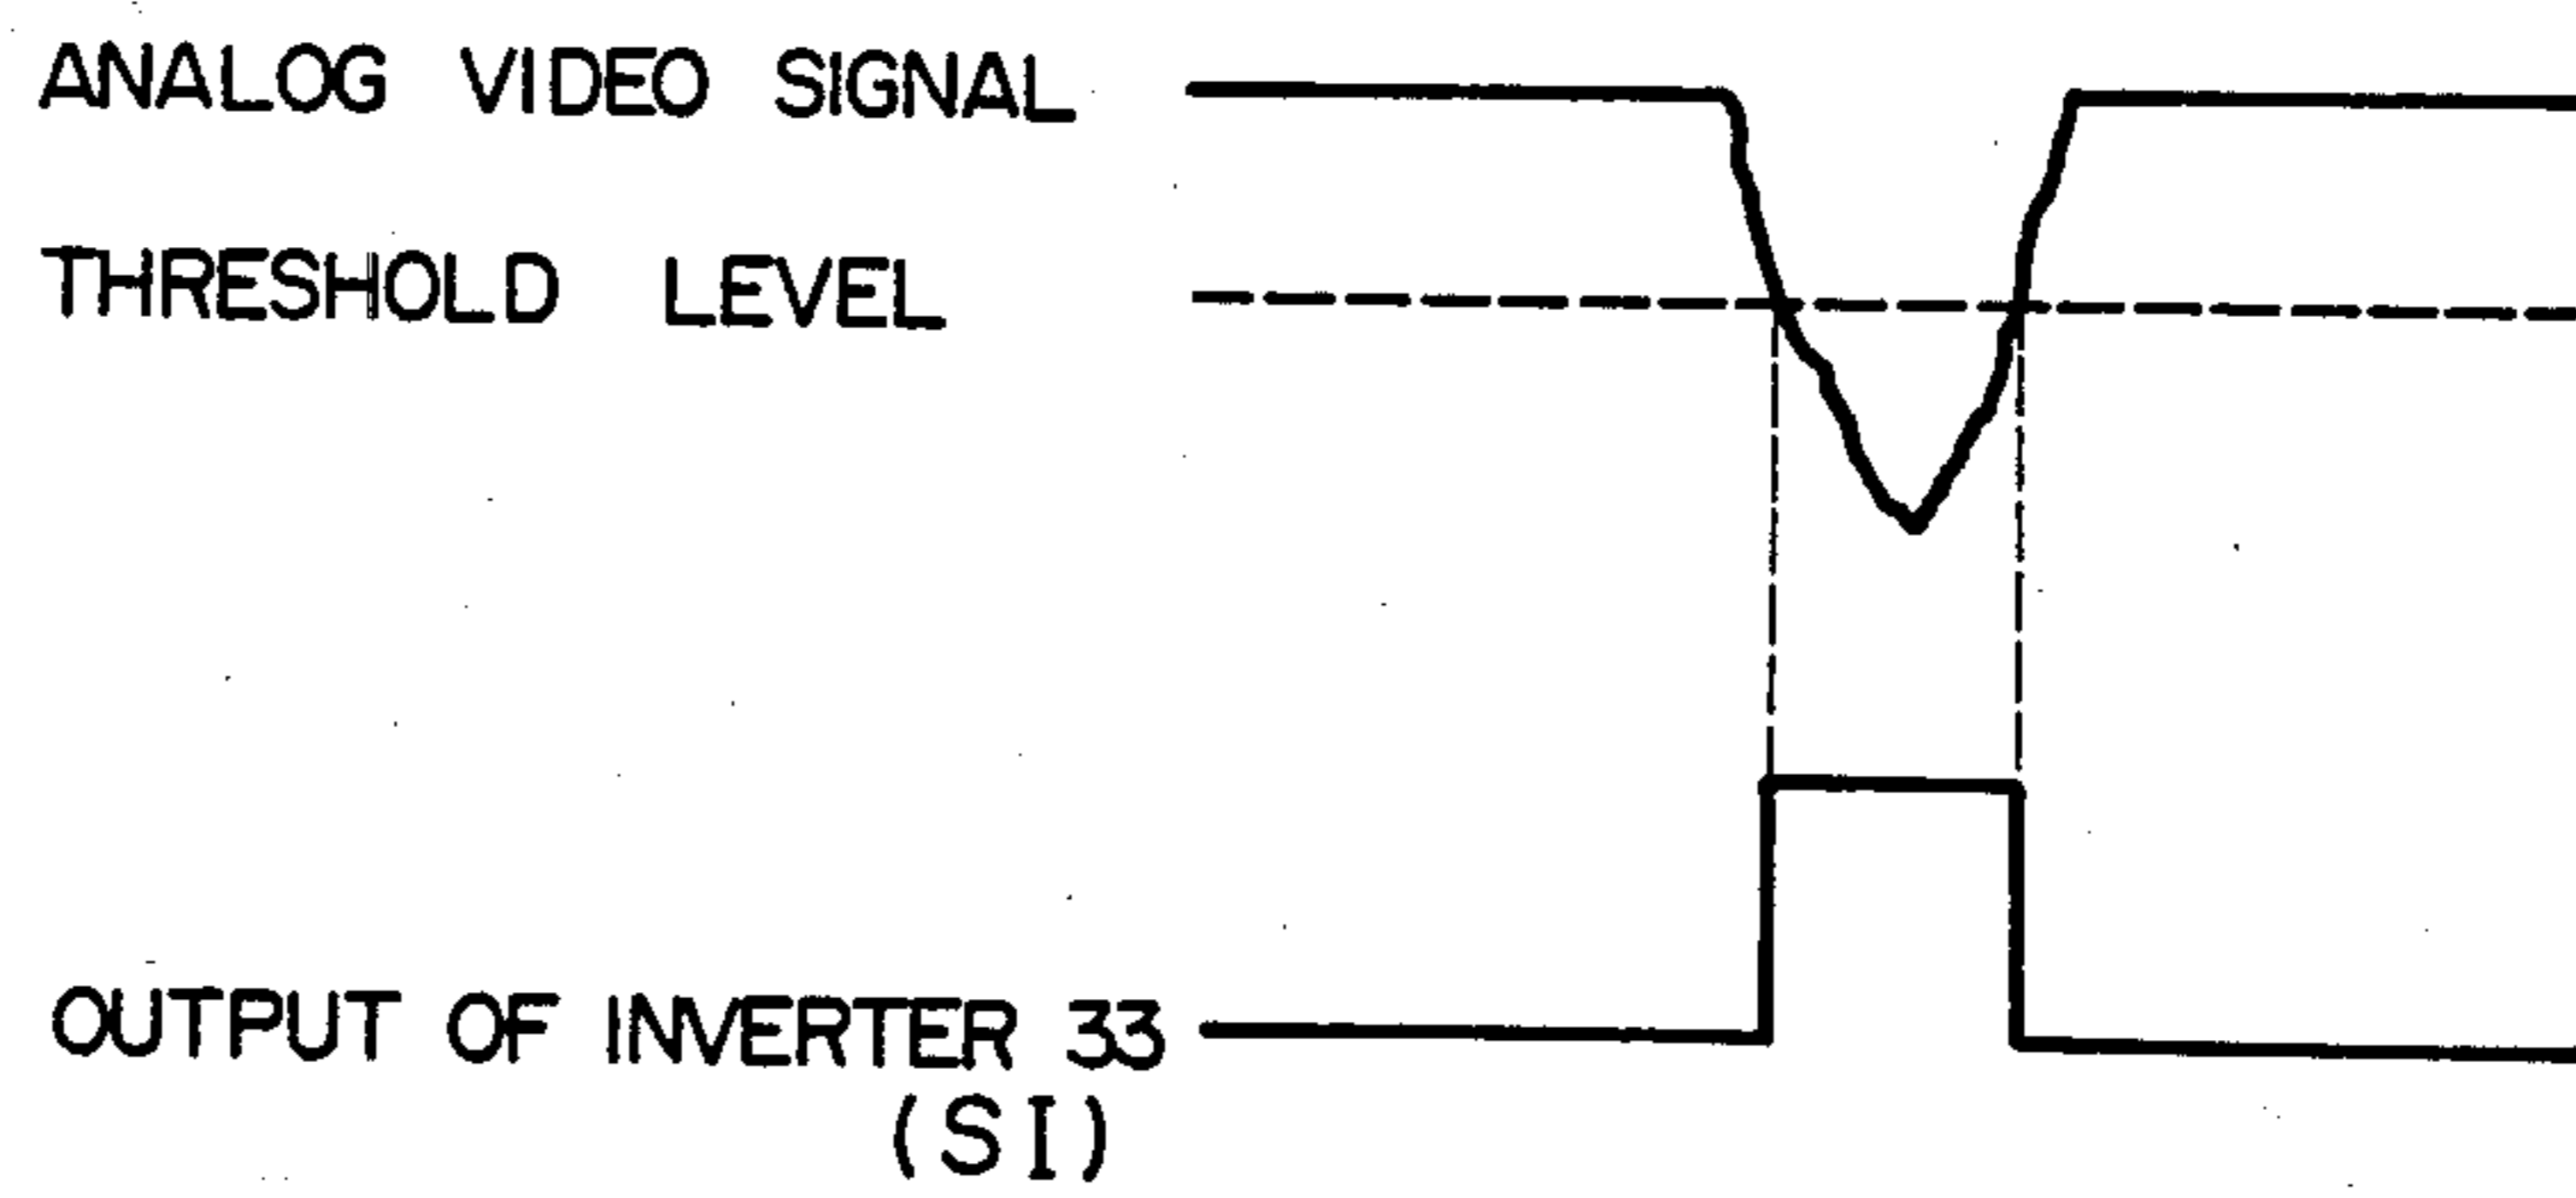 ANALOG VIDEO SIGNAL
THRESHOLD LEVEL
OUTPUT OF INVERTER 33
(SI)